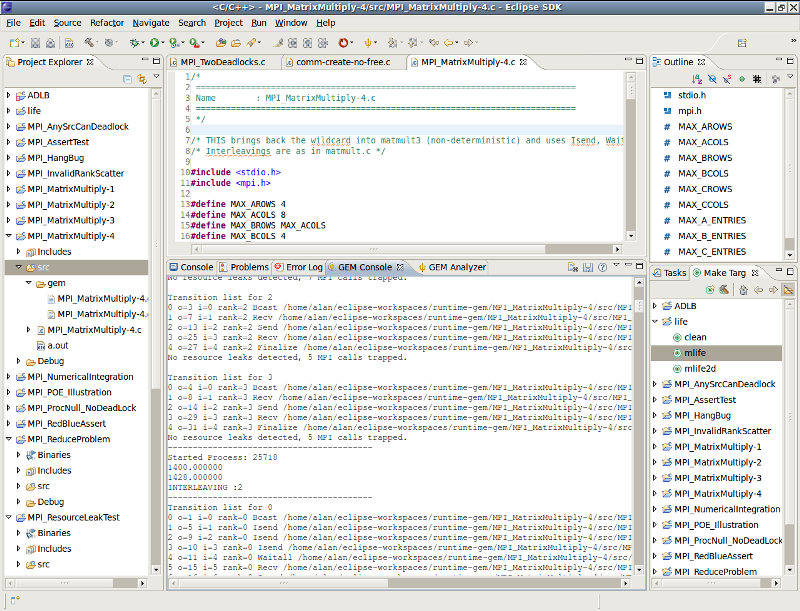 <C/C++> - MPI_MatrixMultiply-4/src/MPI_MatrixMultiply-4.c - Eclipse SDK
File Edit Source Refactor Navigate Search Project Run Window Help
Project Explorer
ADLB
life
MPI_AnySrcCanDeadlock
MPI_AssertTest
MPI_HangBug
MPI_InvalidRankScatter
MPI_MatrixMultiply-1
MPI_MatrixMultiply-2
MPI_MatrixMultiply-3
MPI_MatrixMultiply-4
Includes
src
gem
MPI_MatrixMultiply-4.
MPI_MatrixMultiply-4.
MPI_MatrixMultiply-4.c
a.out
Debug
MPI_NumericalIntegration
MPI_POE_Illustration
MPI_ProcNull_NoDeadLock
MPI_RedBlueAssert
MPI_ReduceProblem
Binaries
Includes
src
Debug
MPI_ResourceLeakTest
Binaries
Includes
src
MPI_TwoDeadlocks.c comm-create-no-free.c MPI_MatrixMultiply-4.c
1/*
2 ============================================================================
3 Name : MPI_MatrixMultiply-4.c
4 ============================================================================
5 */
6
7/* THIS brings back the wildcard into matmult3 (non-deterministic) and uses Isend, Wait
8/* Interleavings are as in matmult.c */
9
10#include <stdio.h>
11#include <mpi.h>
12
13#define MAX_AROWS 4
14#define MAX_ACOLS 8
15#define MAX_BROWS MAX_ACOLS
16#define MAX_BCOLS 4
Console Problems Error Log GEM Console GEM Analyzer
No resource leaks detected, 7 MPI calls trapped.
Transition list for 2
0 o=3 i=0 rank=2 Bcast /home/alan/eclipse-workspaces/runtime-gem/MPI_MatrixMultiply-4/src/MPI
1 o=7 i=1 rank=2 Recv /home/alan/eclipse-workspaces/runtime-gem/MPI_MatrixMultiply-4/src/MPI_
2 o=13 i=2 rank=2 Send /home/alan/eclipse-workspaces/runtime-gem/MPI_MatrixMultiply-4/src/MPI
3 o=25 i=3 rank=2 Recv /home/alan/eclipse-workspaces/runtime-gem/MPI_MatrixMultiply-4/src/MPI
4 o=27 i=4 rank=2 Finalize /home/alan/eclipse-workspaces/runtime-gem/MPI_MatrixMultiply-4/src
No resource leaks detected, 5 MPI calls trapped.
Transition list for 3
0 o=4 i=0 rank=3 Bcast /home/alan/eclipse-workspaces/runtime-gem/MPI_MatrixMultiply-4/src/MPI
1 o=8 i=1 rank=3 Recv /home/alan/eclipse-workspaces/runtime-gem/MPI_MatrixMultiply-4/src/MPI_
2 o=14 i=2 rank=3 Send /home/alan/eclipse-workspaces/runtime-gem/MPI_MatrixMultiply-4/src/MPI
3 o=29 i=3 rank=3 Recv /home/alan/eclipse-workspaces/runtime-gem/MPI_MatrixMultiply-4/src/MPI
4 o=31 i=4 rank=3 Finalize /home/alan/eclipse-workspaces/runtime-gem/MPI_MatrixMultiply-4/src
No resource leaks detected, 5 MPI calls trapped.
-----------------------------------------
Started Process: 25718
1400.000000
1428.000000
INTERLEAVING :2
-----------------------------------------
Transition list for 0
0 o=1 i=0 rank=0 Bcast /home/alan/eclipse-workspaces/runtime-gem/MPI_MatrixMultiply-4/src/MPI
1 o=5 i=1 rank=0 Isend /home/alan/eclipse-workspaces/runtime-gem/MPI_MatrixMultiply-4/src/MPI
2 o=9 i=2 rank=0 Isend /home/alan/eclipse-workspaces/runtime-gem/MPI_MatrixMultiply-4/src/MPI
3 o=10 i=3 rank=0 Isend /home/alan/eclipse-workspaces/runtime-gem/MPI_MatrixMultiply-4/src/MP
4 o=11 i=4 rank=0 Waitall /home/alan/eclipse-workspaces/runtime-gem/MPI_MatrixMultiply-4/src/
5 o=15 i=5 rank=0 Recv /home/alan/eclipse-workspaces/runtime-gem/MPI_MatrixMultiply-4/src/MPI
Outline
stdio.h
mpi.h
MAX_AROWS
MAX_ACOLS
MAX_BROWS
MAX_BCOLS
MAX_CROWS
MAX_CCOLS
MAX_A_ENTRIES
MAX_B_ENTRIES
MAX_C_ENTRIES
Tasks Make Targ
ADLB
life
clean
mlife
mlife2d
MPI_AnySrcCanDeadlock
MPI_AssertTest
MPI_HangBug
MPI_InvalidRankScatter
MPI_MatrixMultiply-1
MPI_MatrixMultiply-2
MPI_MatrixMultiply-3
MPI_MatrixMultiply-4
MPI_NumericalIntegration
MPI_POE_Illustration
MPI_ProcNull_NoDeadLock
MPI_RedBlueAssert
MPI_ReduceProblem